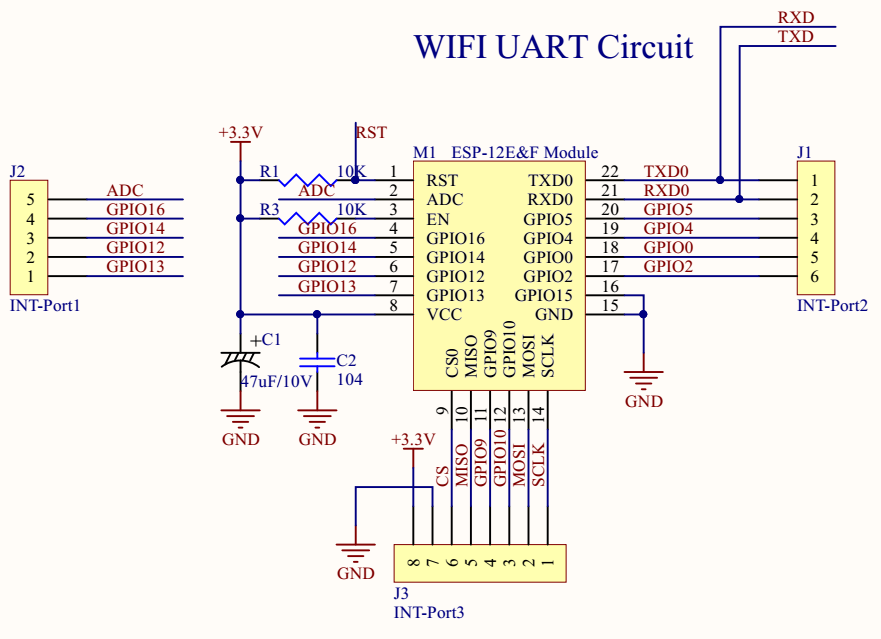 RXD
TXD
WIFI UART Circuit
+3.3V
RST
M1 ESP-12E&F Module
J1
J2
R1 10K
1 RST TXD0 22 TXD0 1
5 ADC
ADC
2 ADC RXD0 21 RXD0 2
4 GPIO16
R3 10K
3 EN GPIO5 20 GPIO5 3
3 GPIO14
GPIO16
4 GPIO16 GPIO4 19 GPIO4 4
2 GPIO12
GPIO14
5 GPIO14 GPIO0 18 GPIO0 5
1 GPIO13
GPIO12
6 GPIO12 GPIO2 17 GPIO2 6
GPIO13
7 GPIO13 GPIO15 16
INT-Port1
INT-Port2
8 VCC GND 15
+C1
47uF/10V
C2
104
CS0 MISO GPIO9 GPIO10 MOSI SCLK
GND
GND
GND
9 10 11 12 13 14
+3.3V
CS MISO GPIO9 GPIO10 MOSI SCLK
GND
8 7 6 5 4 3 2 1
J3
INT-Port3